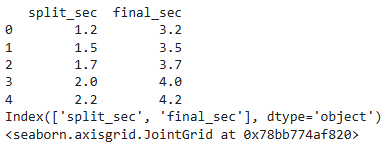 split_sec final_sec
0 1.2 3.2
1 1.5 3.5
2 1.7 3.7
3 2.0 4.0
4 2.2 4.2
Index(['split_sec', 'final_sec'], dtype='object')
<seaborn.axisgrid.JointGrid at 0x78bb774af820>